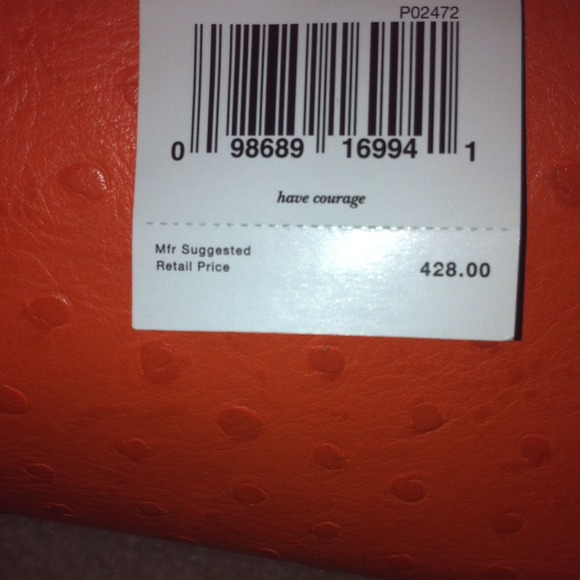 P02472
0 98689 16994 1
have courage
Mfr Suggested
Retail Price 428.00